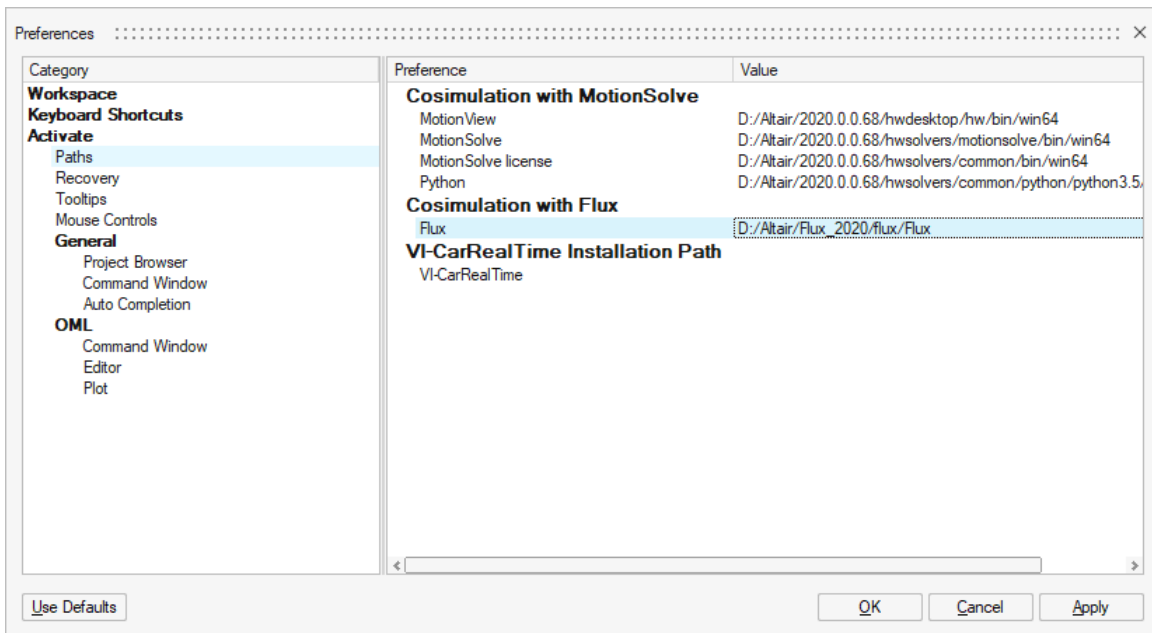 Preferences
Category
Workspace
Keyboard Shortcuts
Activate
Paths
Recovery
Tooltips
Mouse Controls
General
Project Browser
Command Window
Auto Completion
OML
Command Window
Editor
Plot
Preference Value
Cosimulation with MotionSolve
MotionView D:/Altair/2020.0.0.68/hwdesktop/hw/bin/win64
MotionSolve D:/Altair/2020.0.0.68/hwsolvers/motionsolve/bin/win64
MotionSolve license D:/Altair/2020.0.0.68/hwsolvers/common/bin/win64
Python D:/Altair/2020.0.0.68/hwsolvers/common/python/python3.5/
Cosimulation with Flux
Flux D:/Altair/Flux_2020/flux/Flux
VI-CarRealTime Installation Path
VI-CarRealTime
Use Defaults OK Cancel Apply